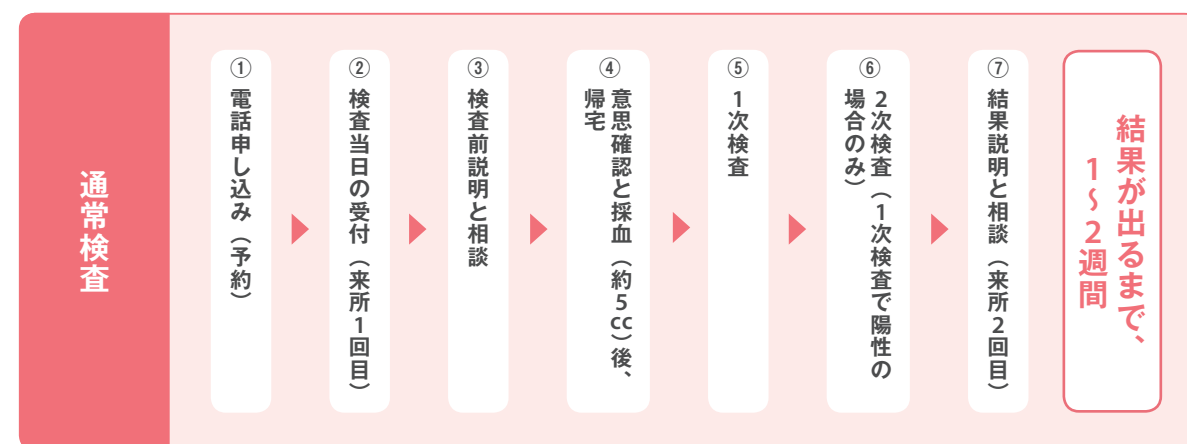 通常検査
① 電話申し込み（予約）
② 検査当日の受付（来所1回目）
③ 検査前説明と相談
④ 意思確認と採血（約5cc）後、
帰宅
⑤ 1次検査
⑥ 2次検査（1次検査で陽性の
場合のみ）
⑦ 結果説明と相談（来所2回目）
結果が出るまで、
1～2週間